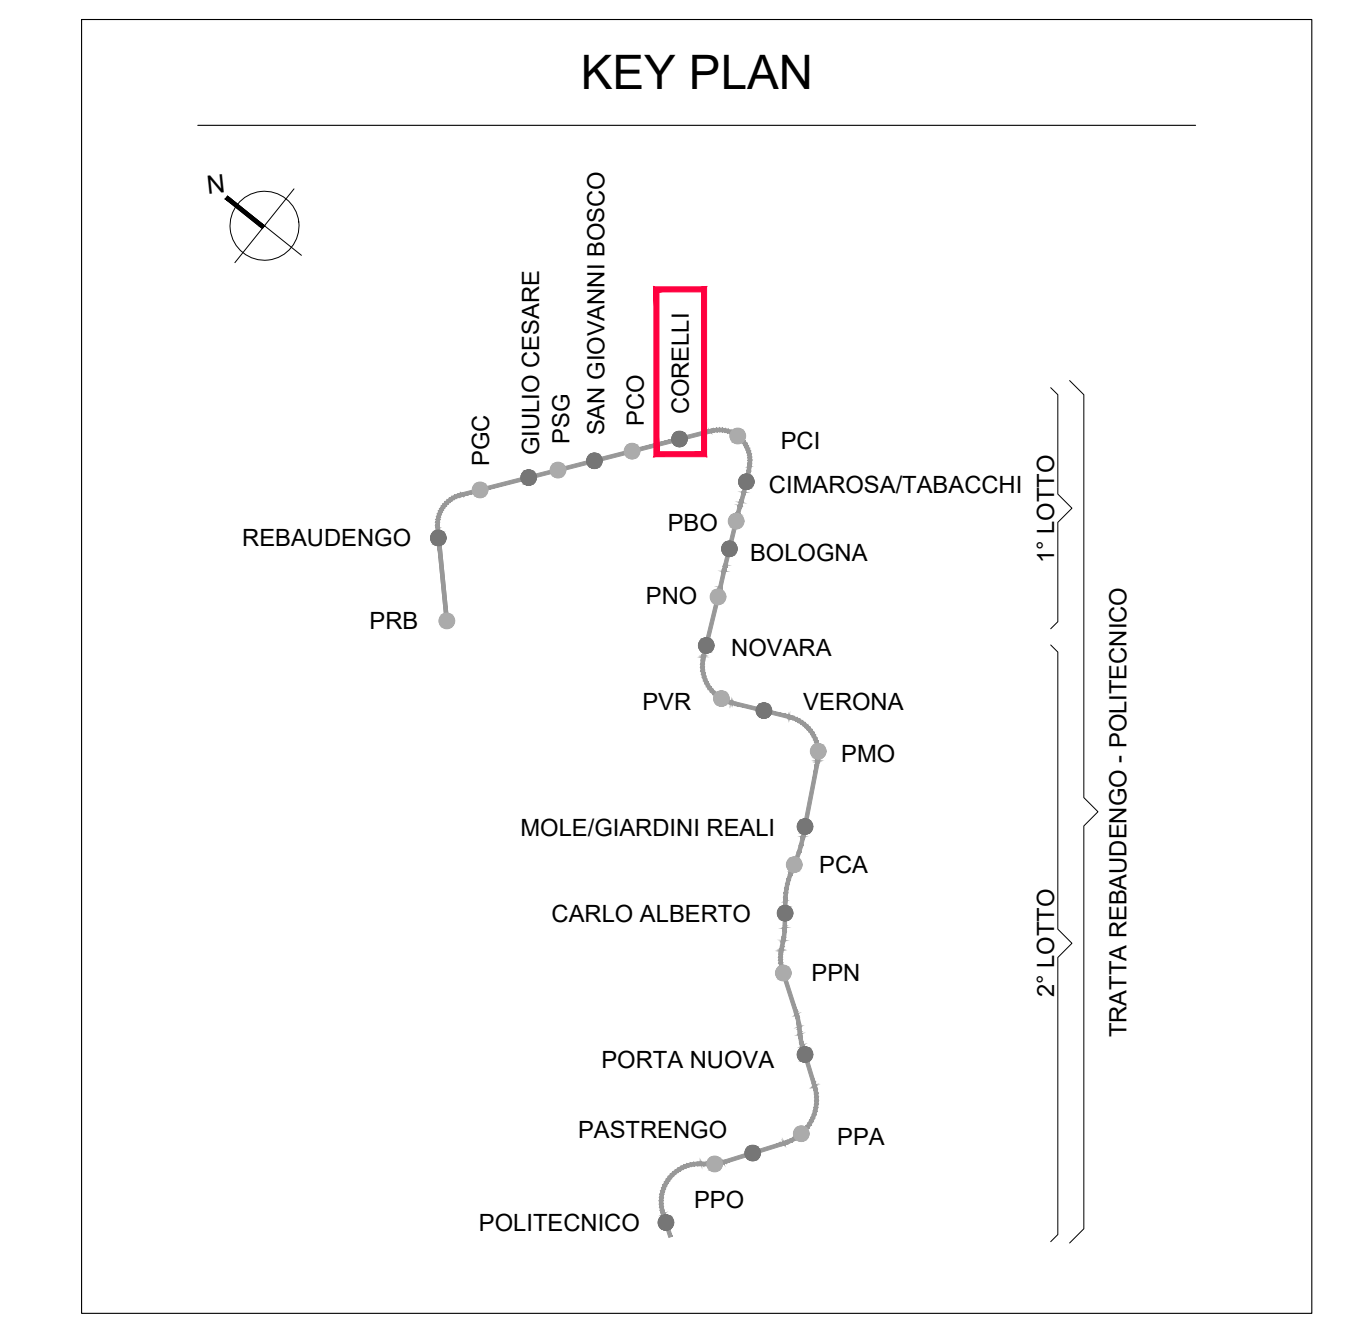 KEY PLAN
N
PGC
GIULIO CESARE
PSG
SAN GIOVANNI BOSCO
PCO
CORELLI
PCI
CIMAROSA/TABACCHI
PBO
BOLOGNA
REBAUDENGO
PNO
PRB
NOVARA
PVR
VERONA
PMO
MOLE/GIARDINI REALI
PCA
CARLO ALBERTO
PPN
PORTA NUOVA
PASTRENGO
PPA
PPO
POLITECNICO
1° LOTTO
2° LOTTO
TRATTA REBAUDENGO - POLITECNICO